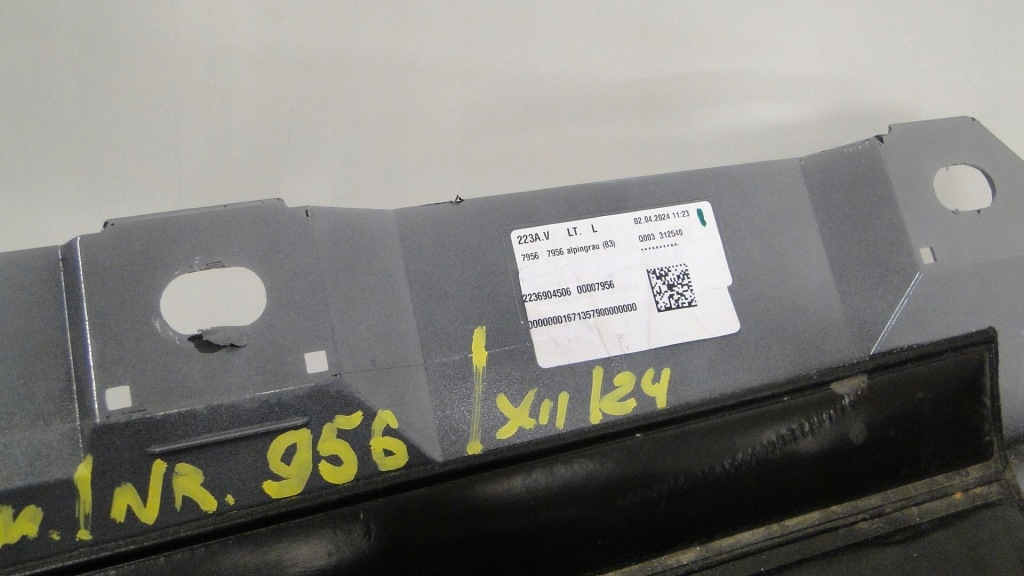 223A.V LT. L 02.04.2024 11:23
7956 7956 alpingrau (83) Q003 312540
2236904506 00007956
0000000167135790000000
NR. 956 / XII/24